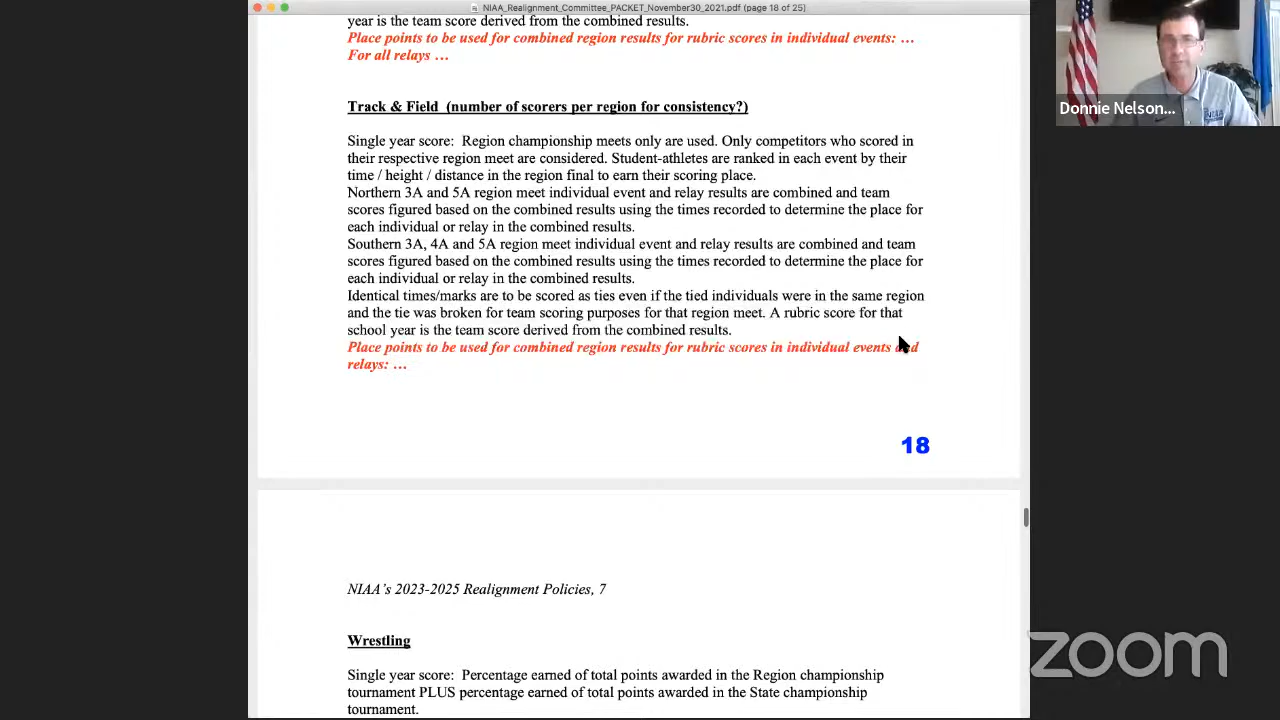 NIAA_Realignment_Committee_PACKET_November30_2021.pdf (page 18 of 25)
year is the team score derived from the combined results.
Place points to be used for combined region results for rubric scores in individual events: …
For all relays …
Track & Field (number of scorers per region for consistency?)
Single year score: Region championship meets only are used. Only competitors who scored in
their respective region meet are considered. Student-athletes are ranked in each event by their
time / height / distance in the region final to earn their scoring place.
Northern 3A and 5A region meet individual event and relay results are combined and team
scores figured based on the combined results using the times recorded to determine the place for
each individual or relay in the combined results.
Southern 3A, 4A and 5A region meet individual event and relay results are combined and team
scores figured based on the combined results using the times recorded to determine the place for
each individual or relay in the combined results.
Identical times/marks are to be scored as ties even if the tied individuals were in the same region
and the tie was broken for team scoring purposes for that region meet. A rubric score for that
school year is the team score derived from the combined results.
Place points to be used for combined region results for rubric scores in individual events and
relays: …
18
NIAA's 2023-2025 Realignment Policies, 7
Wrestling
Single year score: Percentage earned of total points awarded in the Region championship
tournament PLUS percentage earned of total points awarded in the State championship
tournament.
Donnie Nelson...
zoom